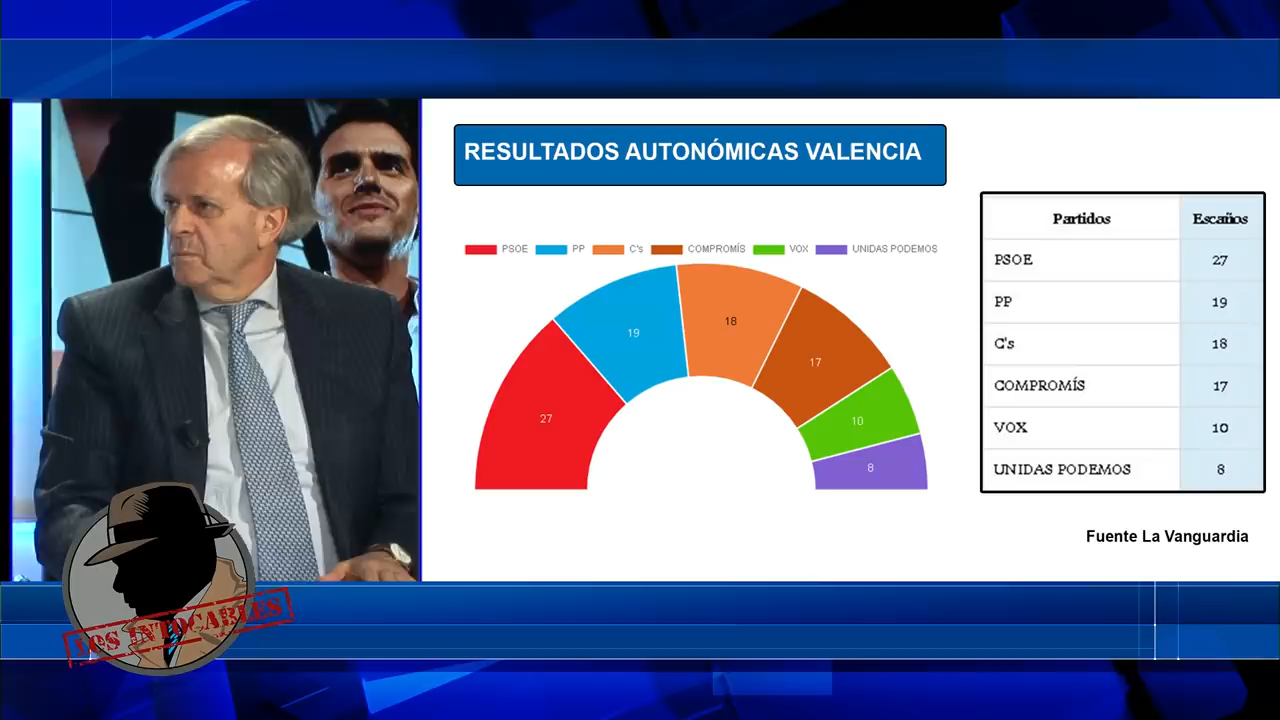 RESULTADOS AUTONÓMICAS VALENCIA
PSOE PP C's COMPROMÍS VOX UNIDAS PODEMOS
27
19
18
17
10
8
Partidos Escaños
PSOE 27
PP 19
C's 18
COMPROMÍS 17
VOX 10
UNIDAS PODEMOS 8
Fuente La Vanguardia
LOS INTOCABLES